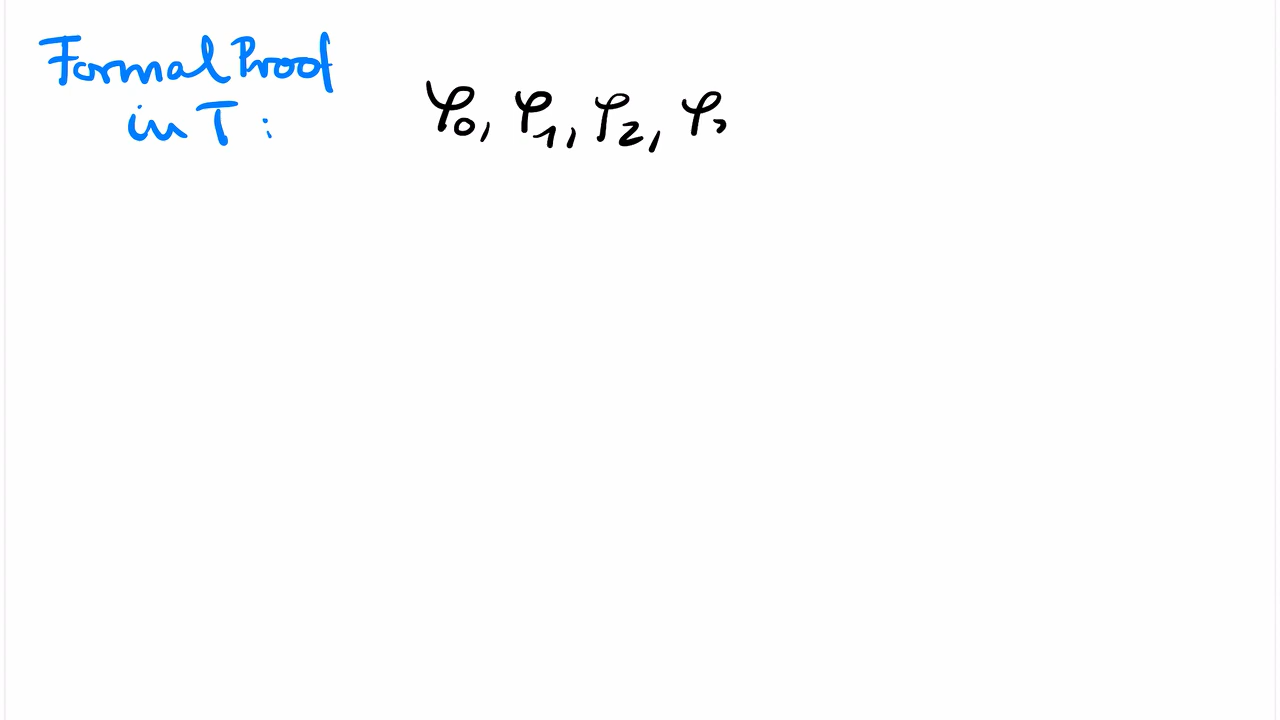 Formal Proof
in T : φ₀, φ₁, φ₂, φ